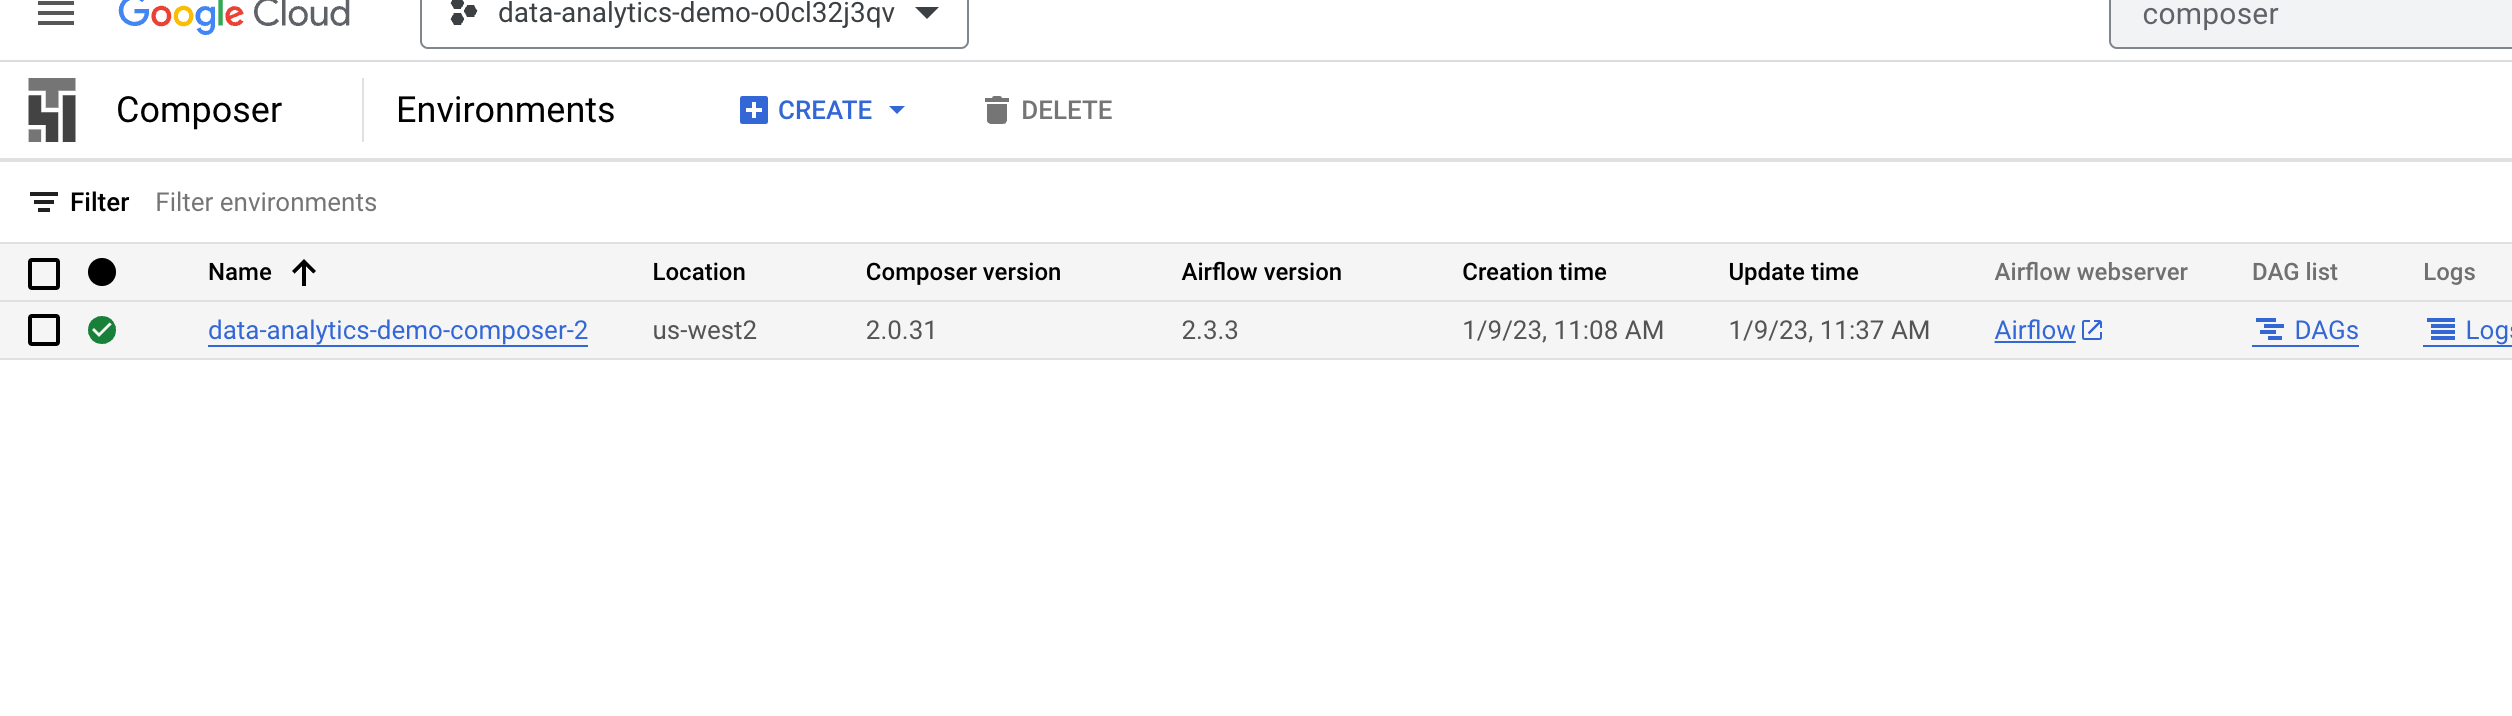 Google Cloud data-analytics-demo-o0cl32j3qv composer
Composer Environments CREATE DELETE
Filter Filter environments
Name Location Composer version Airflow version Creation time Update time Airflow webserver DAG list Logs
data-analytics-demo-composer-2 us-west2 2.0.31 2.3.3 1/9/23, 11:08 AM 1/9/23, 11:37 AM Airflow DAGs Logs